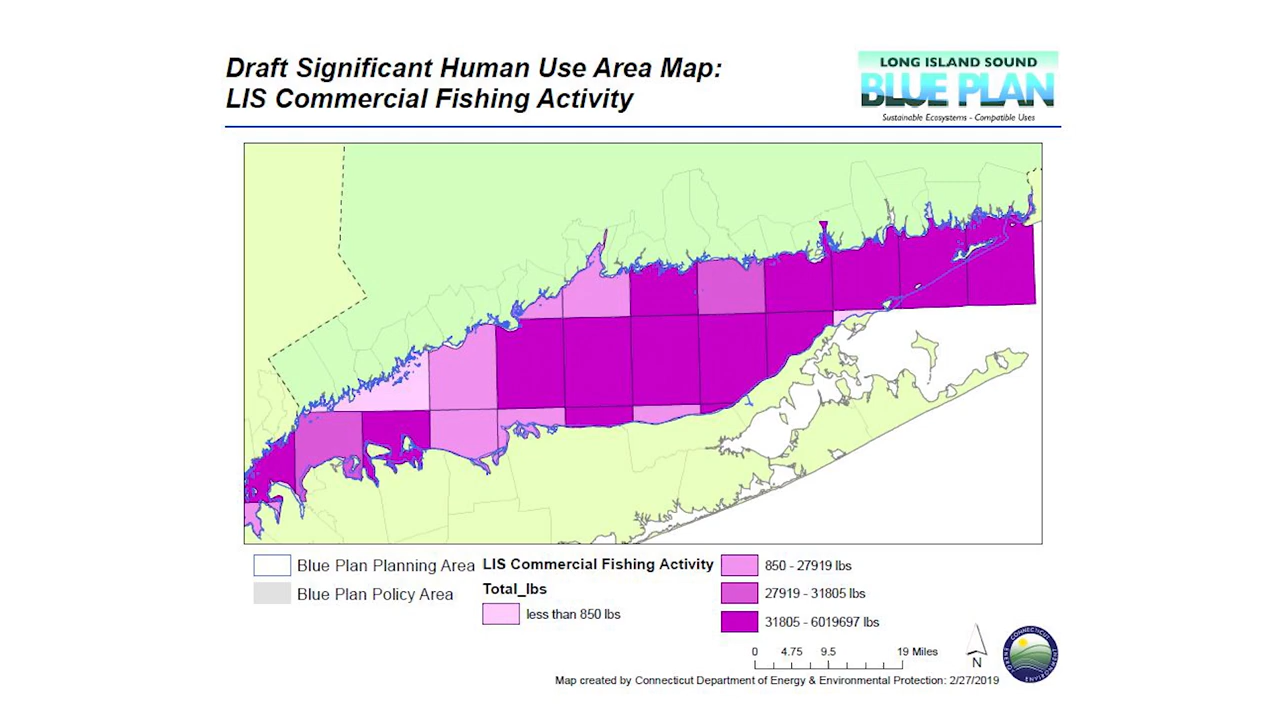 Draft Significant Human Use Area Map:
LIS Commercial Fishing Activity
LONG ISLAND SOUND
BLUE PLAN
Sustainable Ecosystems - Compatible Uses
Blue Plan Planning Area
Blue Plan Policy Area
LIS Commercial Fishing Activity
Total_lbs
less than 850 lbs
850 - 27919 lbs
27919 - 31805 lbs
31805 - 6019697 lbs
0 4.75 9.5 19 Miles
N
CONNECTICUT
Map created by Connecticut Department of Energy & Environmental Protection: 2/27/2019